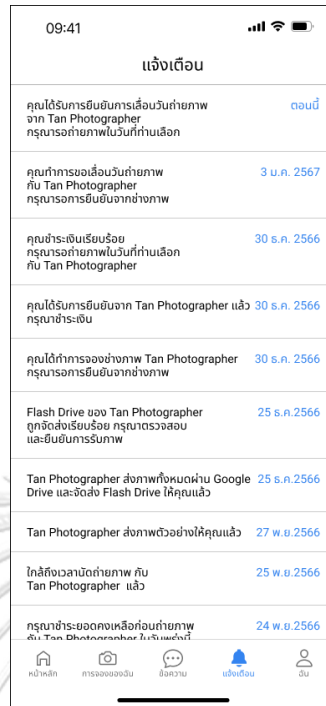 09:41
แจ้งเตือน
คุณได้รับการยืนยันการเลื่อนวันถ่ายภาพ ตอนนี้
จาก Tan Photographer
กรุณารอถ่ายภาพในวันที่ท่านเลือก
คุณทำการขอเลื่อนวันถ่ายภาพ 3 ม.ค. 2567
กับ Tan Photographer
กรุณารอการยืนยันจากช่างภาพ
คุณชำระเงินเรียบร้อย 30 ธ.ค. 2566
กรุณารอถ่ายภาพในวันที่ท่านเลือก
กับ Tan Photographer
คุณได้รับการยืนยันจาก Tan Photographer แล้ว 30 ธ.ค. 2566
กรุณาชำระเงิน
คุณได้ทำการจองช่างภาพ Tan Photographer 30 ธ.ค. 2566
กรุณารอการยืนยันจากช่างภาพ
Flash Drive ของ Tan Photographer 25 ธ.ค.2566
ถูกจัดส่งเรียบร้อย กรุณาตรวจสอบ
และยืนยันการรับภาพ
Tan Photographer ส่งภาพทั้งหมดผ่าน Google 25 ธ.ค.2566
Drive และจัดส่ง Flash Drive ให้คุณแล้ว
Tan Photographer ส่งภาพตัวอย่างให้คุณแล้ว 27 พ.ย.2566
ใกล้ถึงเวลานัดถ่ายภาพ กับ 25 พ.ย.2566
Tan Photographer แล้ว
กรุณาชำระยอดคงเหลือก่อนถ่ายภาพ 24 พ.ย.2566
กับ Tan Photographer ในวันพรุ่งนี้
หน้าหลัก การจองของฉัน ข้อความ แจ้งเตือน ฉัน